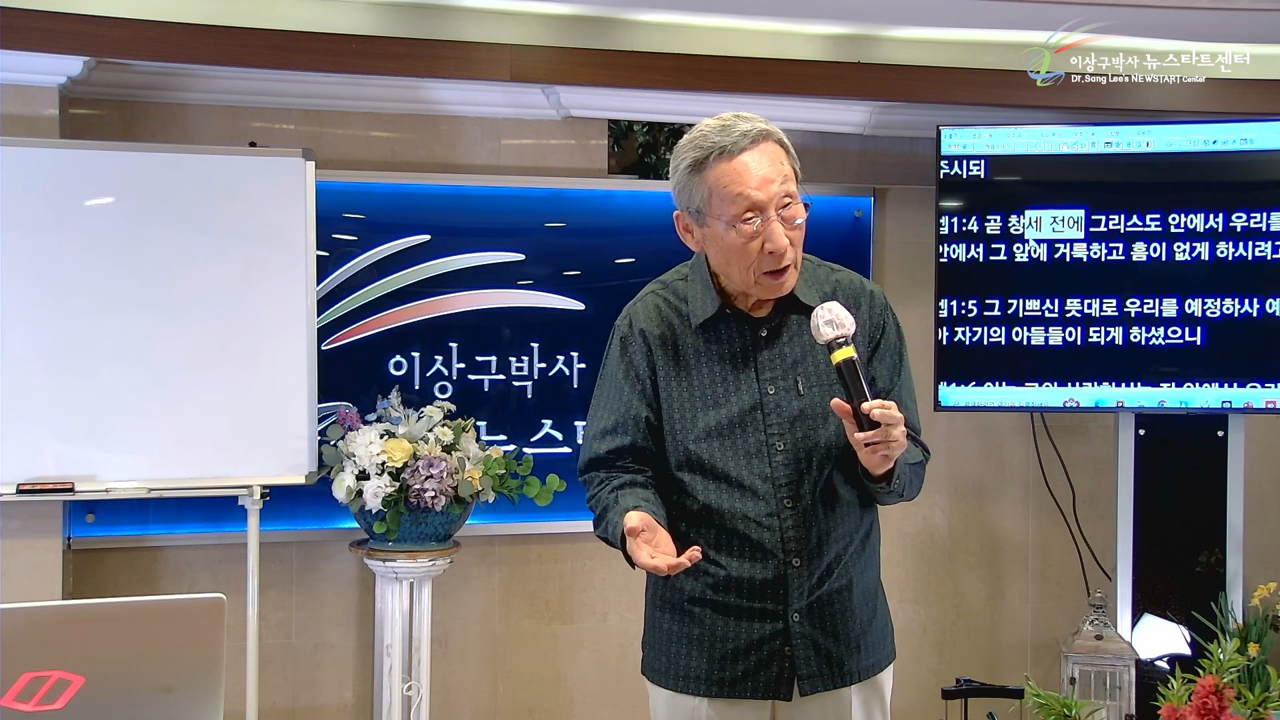 이상구박사 뉴스타트센터
Dr. Sang Lee's NEWSTART Center
주시되
엡1:4 곧 창세 전에 그리스도 안에서 우리를
안에서 그 앞에 거룩하고 흠이 없게 하시려고
엡1:5 그 기쁘신 뜻대로 우리를 예정하사 예
자기의 아들들이 되게 하셨으니
이상구박사
뉴스타